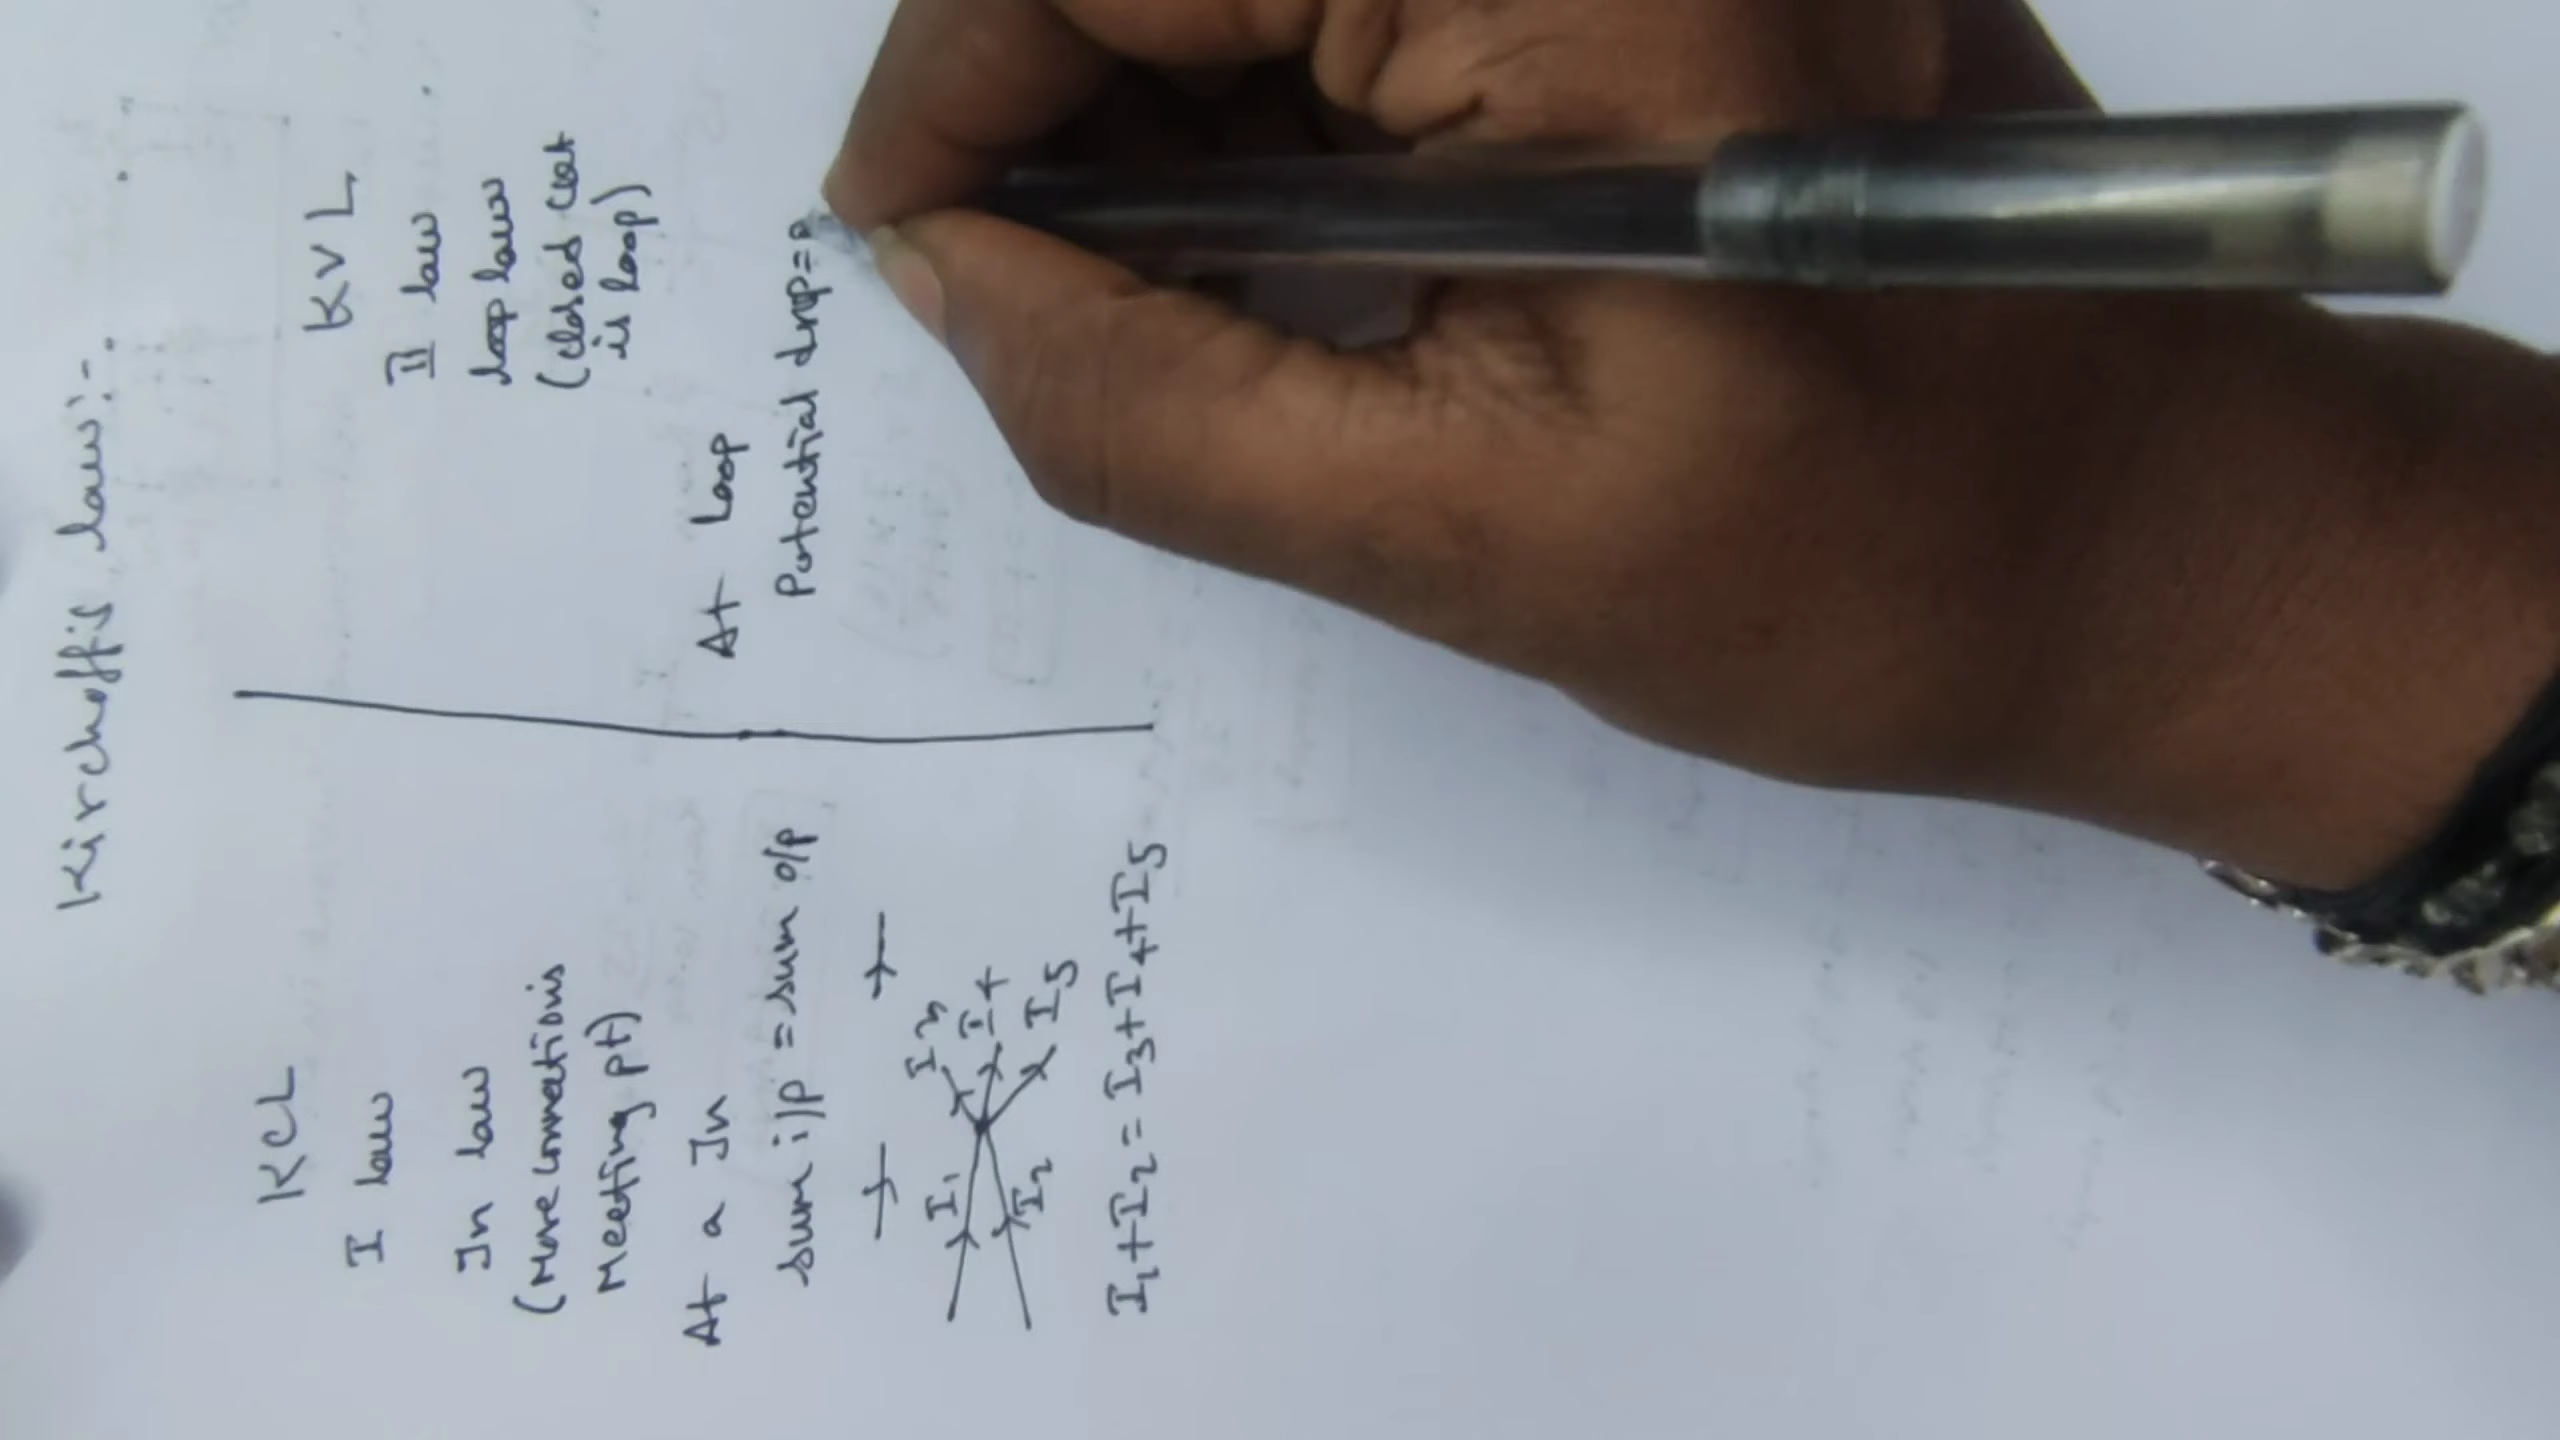 Kirchoff's law:-
KCL
I law
Jn law
(More connections
Meeting pt)
At a Jn
sum i/p = sum o/p
I1
I2
I3
I4
I5
I1+I2=I3+I4+I5
KVL
II law
loop law
(closed
is loop)
At Loop
Potential drop=